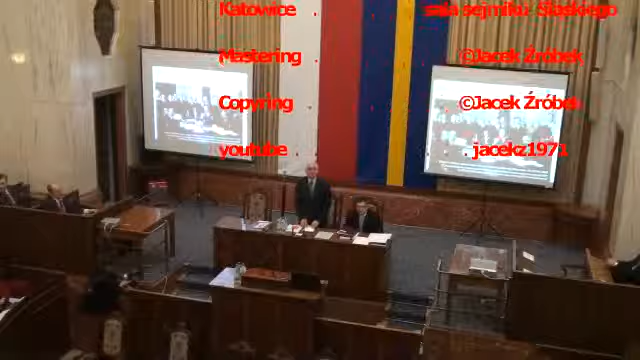 Katowice . sala sejmiku Śląskiego
Mastering . ©Jacek Źróbek
Copyring . ©Jacek Źróbek
youtube . . jacekz1971